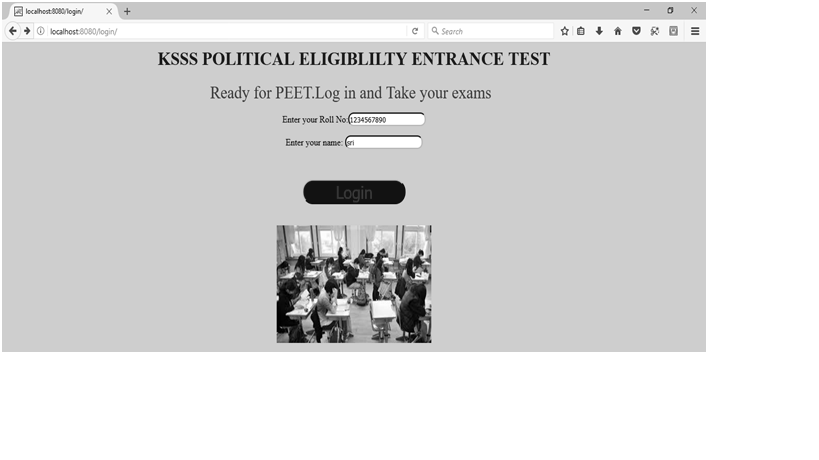 localhost:8080/login/
localhost:8080/login/
Search
KSSS POLITICAL ELIGIBLILTY ENTRANCE TEST
Ready for PEET.Log in and Take your exams
Enter your Roll No:1234567890
Enter your name: sri
Login